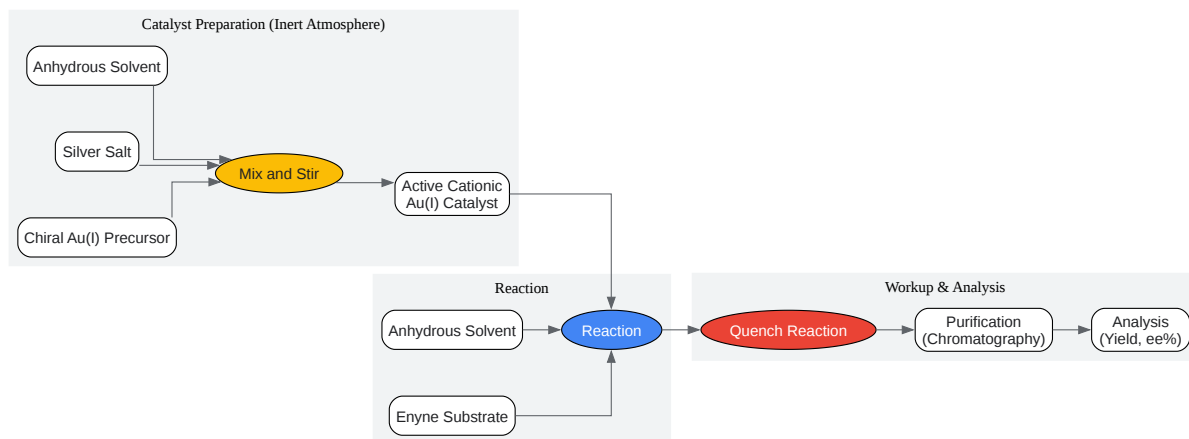 Catalyst Preparation (Inert Atmosphere)
Anhydrous Solvent
Silver Salt
Mix and Stir
Chiral Au(I) Precursor
Active Cationic
Au(I) Catalyst
Reaction
Anhydrous Solvent
Reaction
Enyne Substrate
Workup & Analysis
Quench Reaction
Purification
(Chromatography)
Analysis
(Yield, ee%)